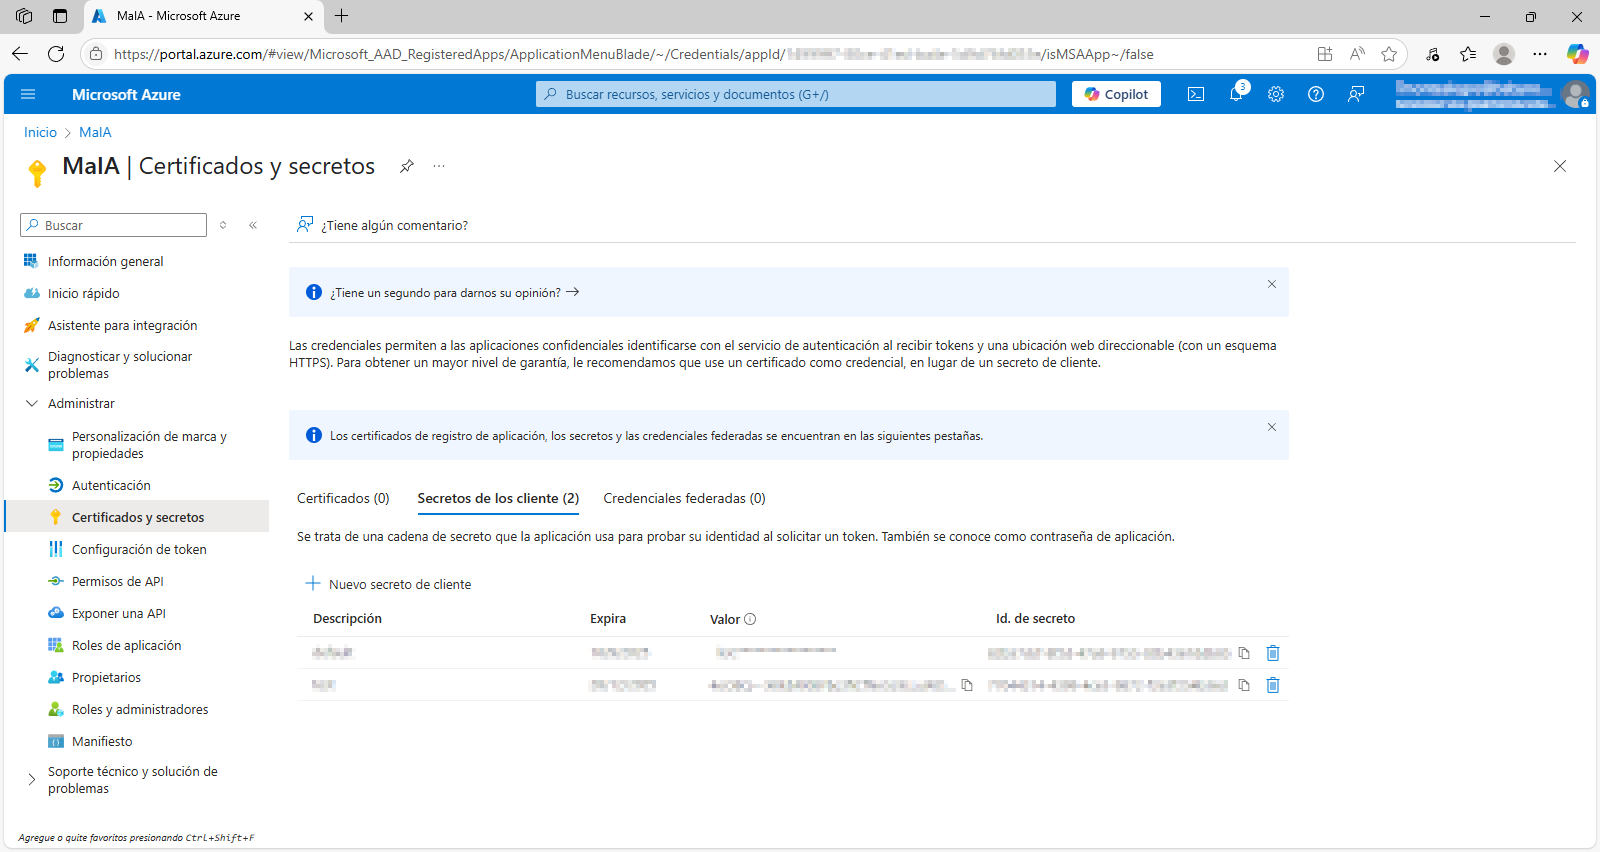 MaIA - Microsoft Azure
https://portal.azure.com/#view/Microsoft_AAD_RegisteredApps/ApplicationMenuBlade/~/Credentials/appId/
/isMSAApp~/false
Microsoft Azure
Buscar recursos, servicios y documentos (G+/)
Copilot
3
Inicio > MaIA
MaIA | Certificados y secretos
Buscar
¿Tiene algún comentario?
Información general
Inicio rápido
Asistente para integración
Diagnosticar y solucionar
problemas
Administrar
Personalización de marca y
propiedades
Autenticación
Certificados y secretos
Configuración de token
Permisos de API
Exponer una API
Roles de aplicación
Propietarios
Roles y administradores
Manifiesto
Soporte técnico y solución de
problemas
Agregue o quite favoritos presionando Ctrl+Shift+F
¿Tiene un segundo para darnos su opinión?
Las credenciales permiten a las aplicaciones confidenciales identificarse con el servicio de autenticación al recibir tokens y una ubicación web direccionable (con un esquema
HTTPS). Para obtener un mayor nivel de garantía, le recomendamos que use un certificado como credencial, en lugar de un secreto de cliente.
Los certificados de registro de aplicación, los secretos y las credenciales federadas se encuentran en las siguientes pestañas.
Certificados (0) Secretos de los cliente (2) Credenciales federadas (0)
Se trata de una cadena de secreto que la aplicación usa para probar su identidad al solicitar un token. También se conoce como contraseña de aplicación.
Nuevo secreto de cliente
Descripción Expira Valor Id. de secreto